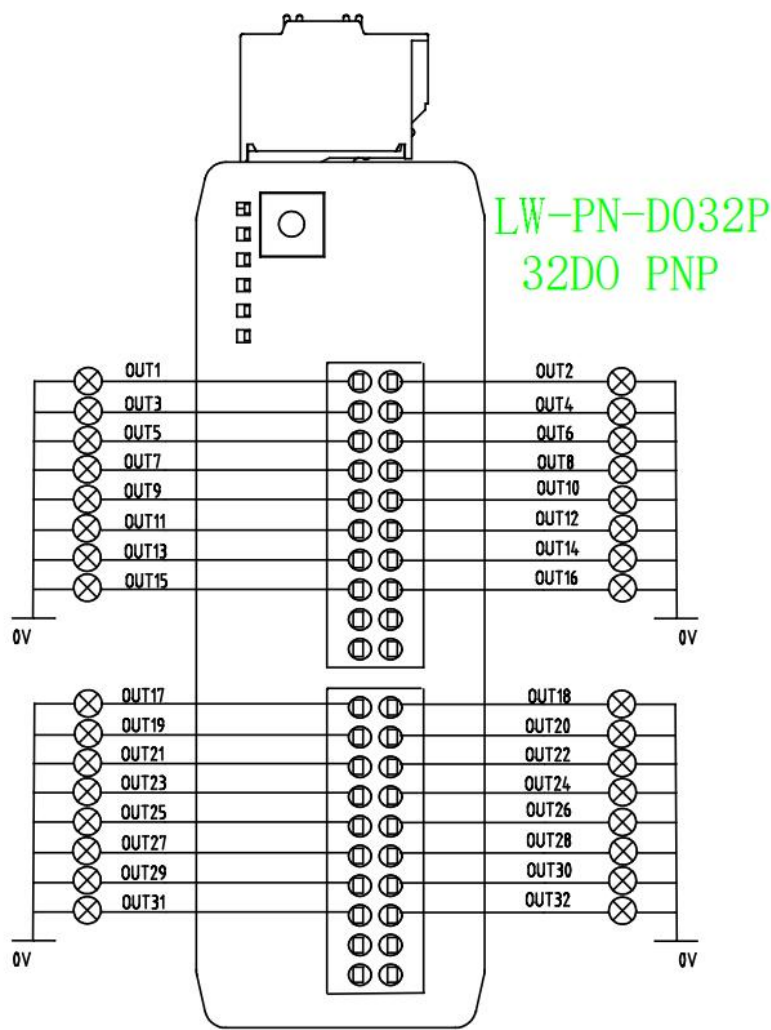 LW-PN-DO32P
32DO PNP
OUT1 OUT2
OUT3 OUT4
OUT5 OUT6
OUT7 OUT8
OUT9 OUT10
OUT11 OUT12
OUT13 OUT14
OUT15 OUT16
0V 0V
OUT17 OUT18
OUT19 OUT20
OUT21 OUT22
OUT23 OUT24
OUT25 OUT26
OUT27 OUT28
OUT29 OUT30
OUT31 OUT32
0V 0V